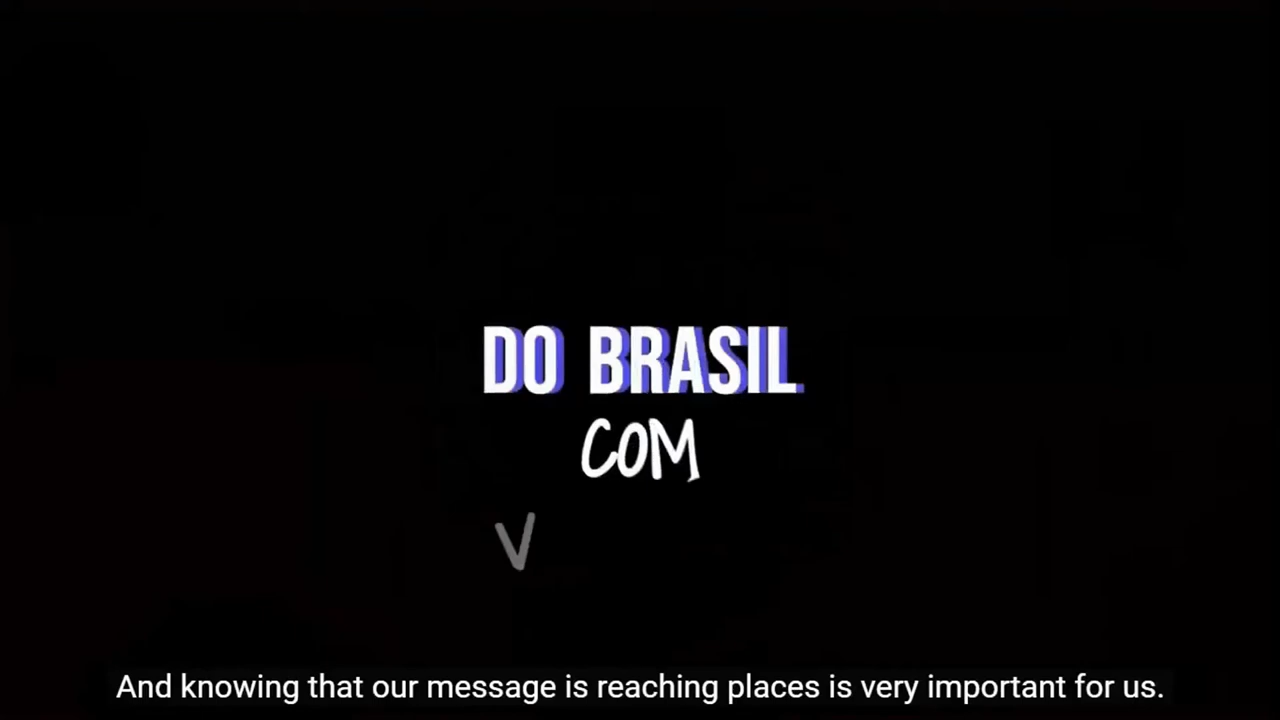 DO BRASIL
COM
V
And knowing that our message is reaching places is very important for us.